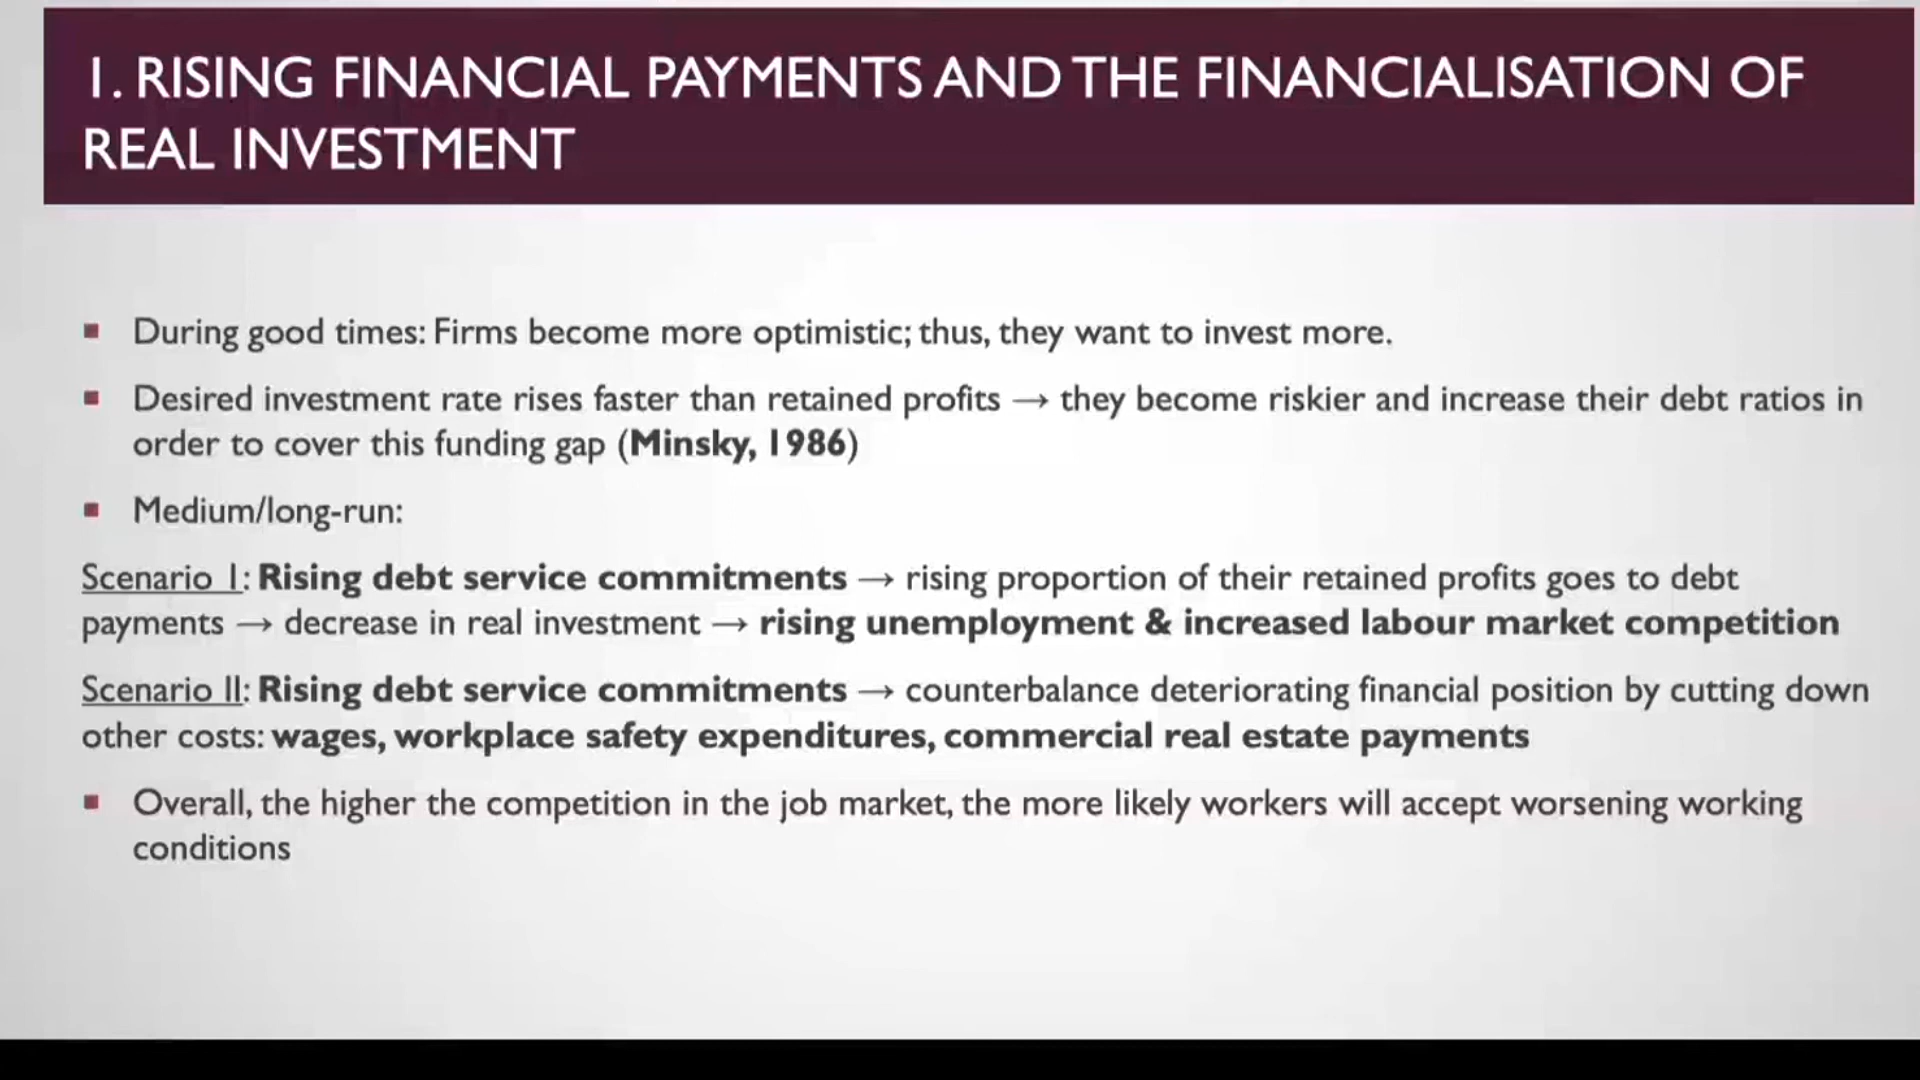 1. RISING FINANCIAL PAYMENTS AND THE FINANCIALISATION OF
REAL INVESTMENT
▪ During good times: Firms become more optimistic; thus, they want to invest more.
▪ Desired investment rate rises faster than retained profits → they become riskier and increase their debt ratios in
order to cover this funding gap (Minsky, 1986)
▪ Medium/long-run:
Scenario I: Rising debt service commitments → rising proportion of their retained profits goes to debt
payments → decrease in real investment → rising unemployment & increased labour market competition
Scenario II: Rising debt service commitments → counterbalance deteriorating financial position by cutting down
other costs: wages, workplace safety expenditures, commercial real estate payments
▪ Overall, the higher the competition in the job market, the more likely workers will accept worsening working
conditions